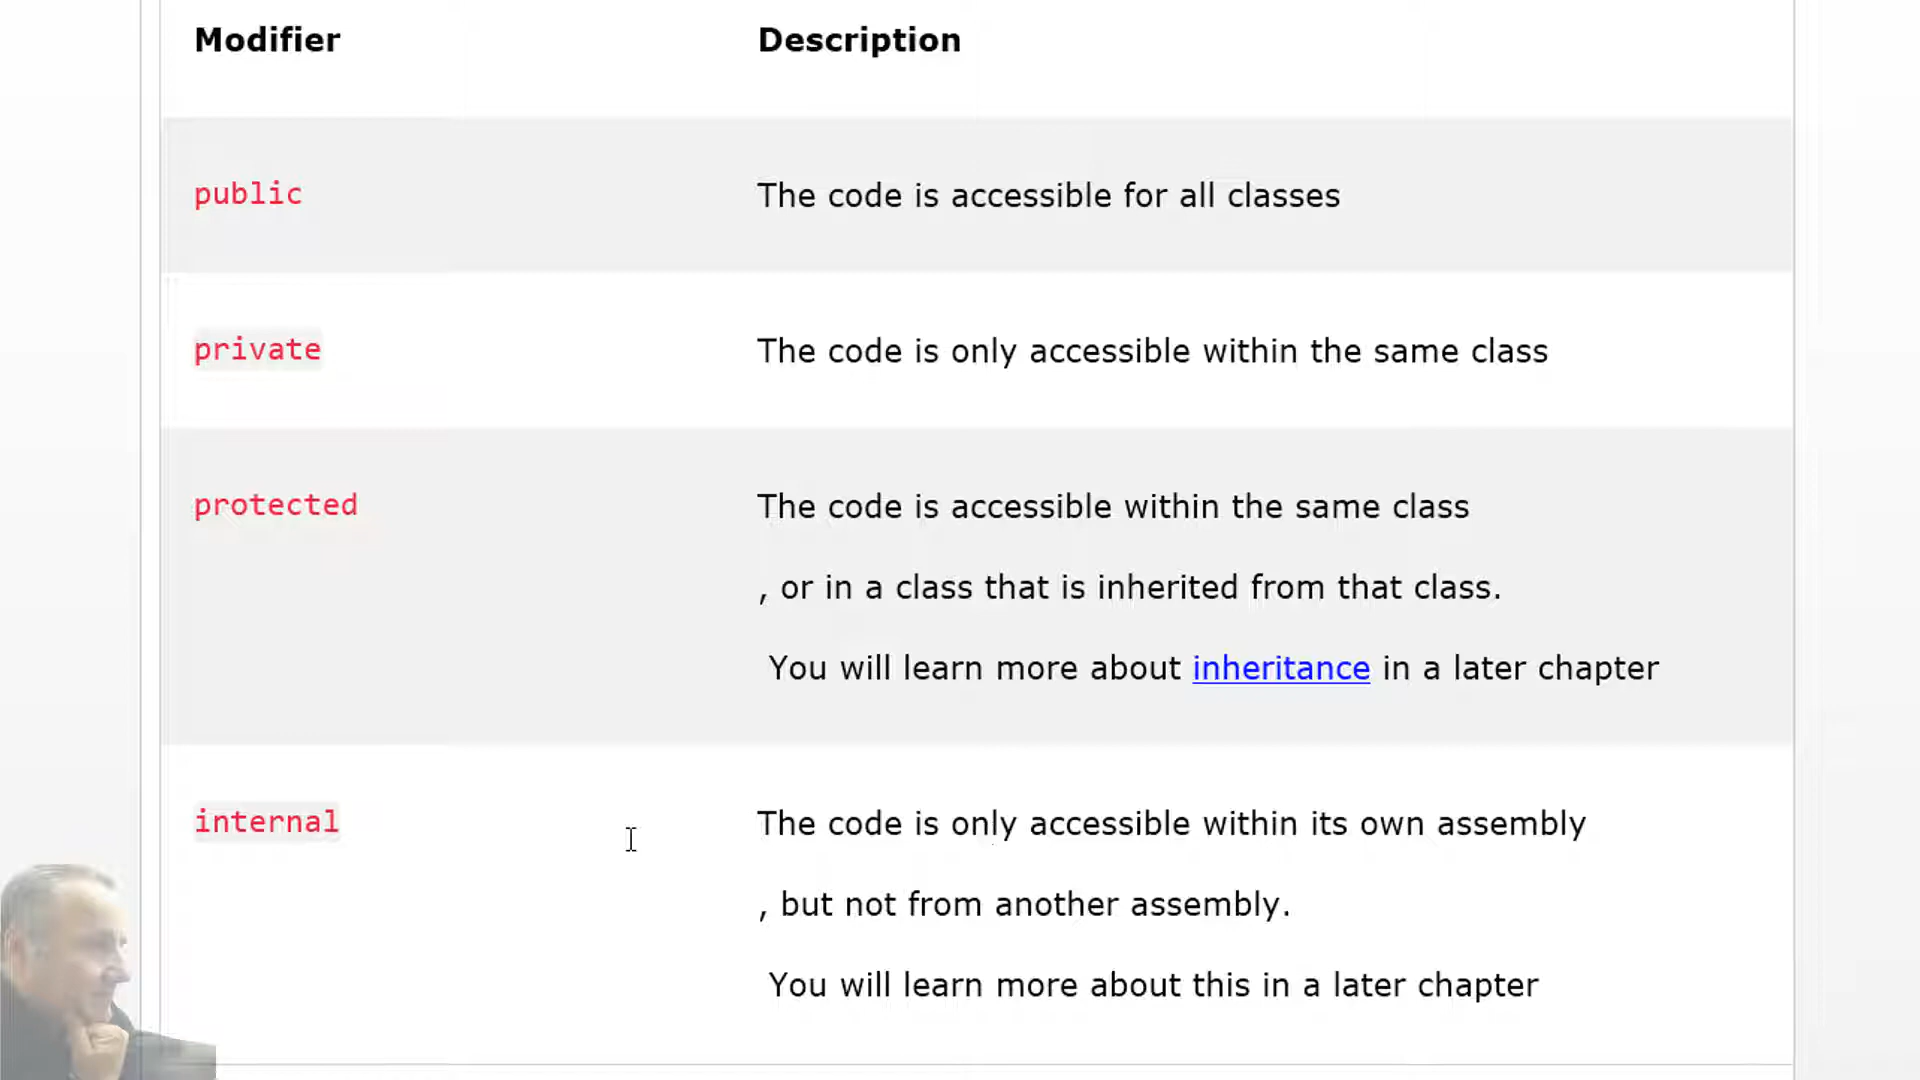 Modifier Description
public The code is accessible for all classes
private The code is only accessible within the same class
protected The code is accessible within the same class
, or in a class that is inherited from that class.
You will learn more about inheritance in a later chapter
internal The code is only accessible within its own assembly
, but not from another assembly.
You will learn more about this in a later chapter